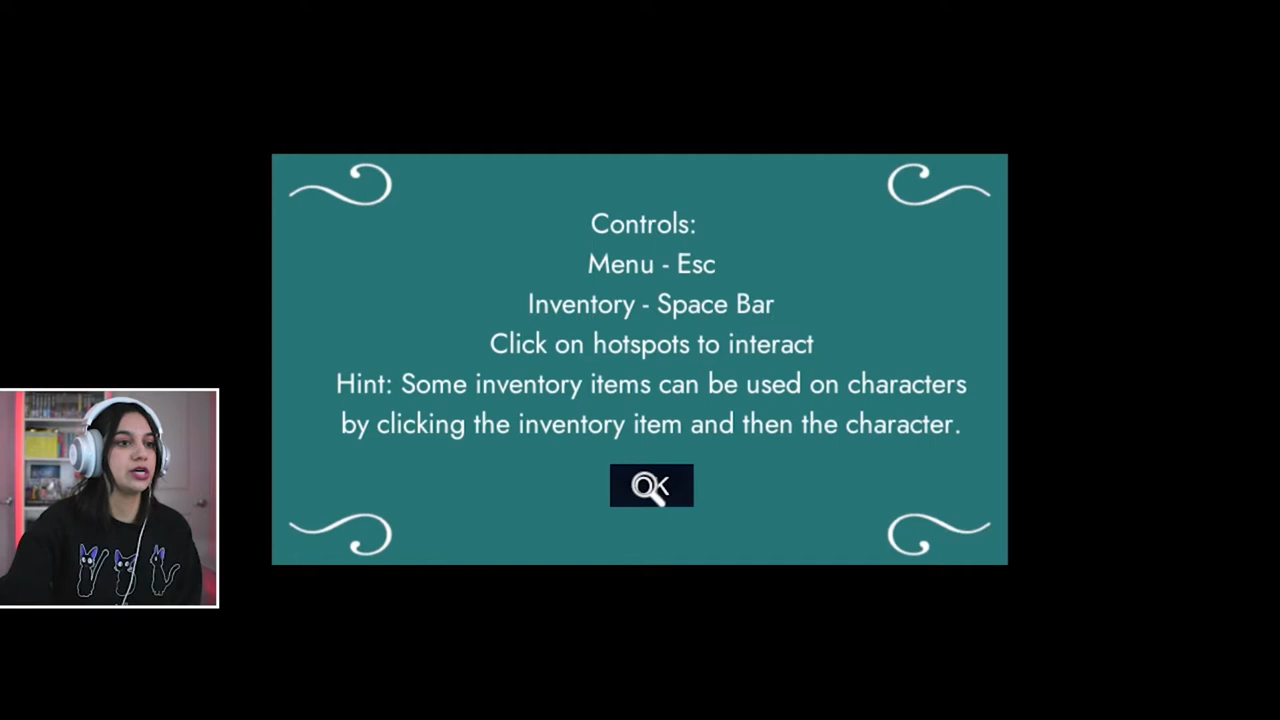 Controls:
Menu - Esc
Inventory - Space Bar
Click on hotspots to interact
Hint: Some inventory items can be used on characters
by clicking the inventory item and then the character.
OK